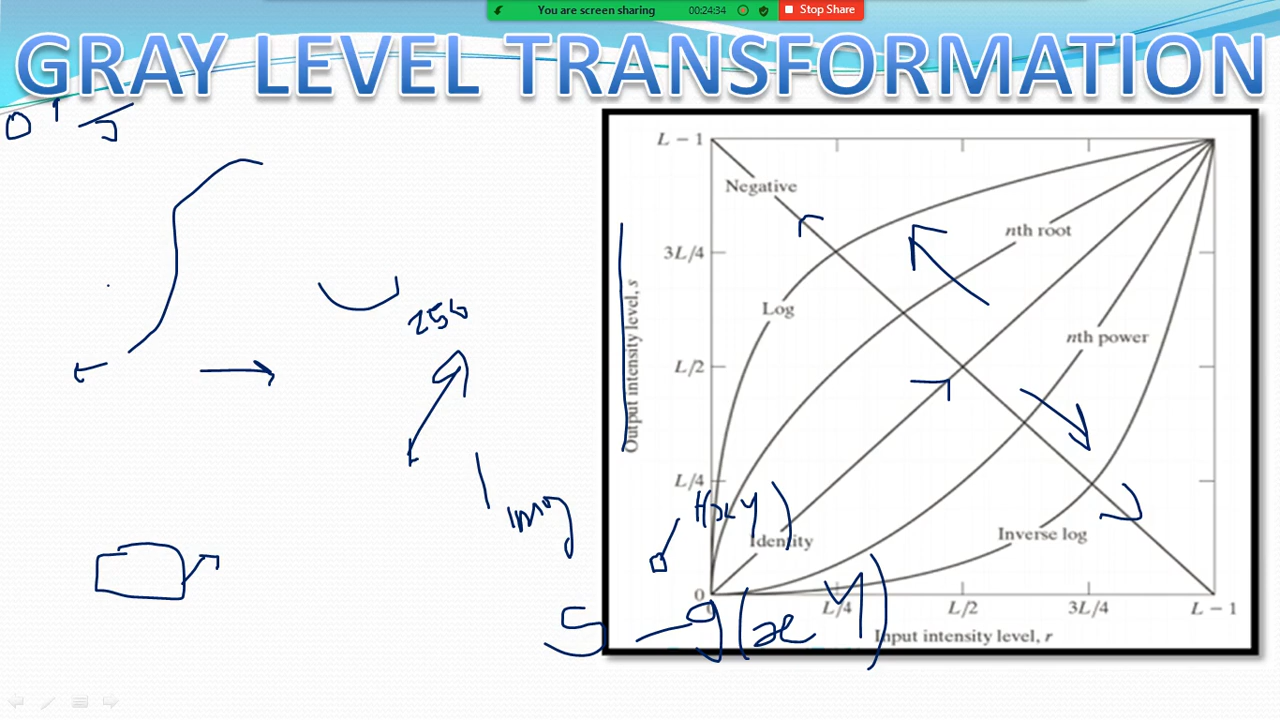 You are screen sharing
00:24:34
Stop Share
GRAY LEVEL TRANSFORMATION
L − 1
Negative
nth root
3L/4
Log
256
Output intensity level, s
nth power
L/2
L/4
f(x y)
Identity
Inverse log
0
L/4
L/2
3L/4
L − 1
S
g(x y)
Input intensity level, r